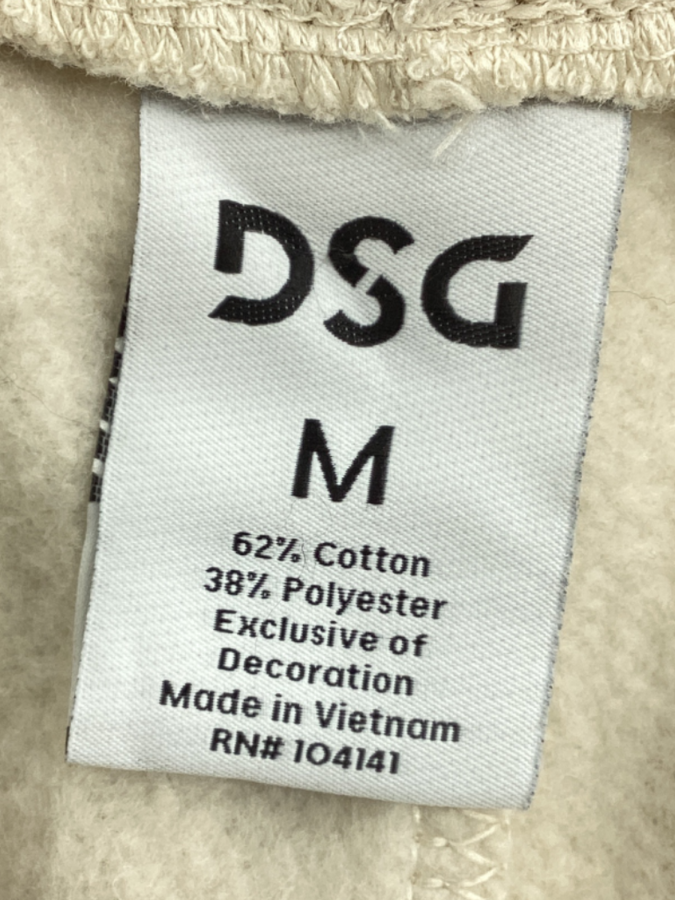 DSG
M
62% Cotton
38% Polyester
Exclusive of
Decoration
Made in Vietnam
RN# 104141